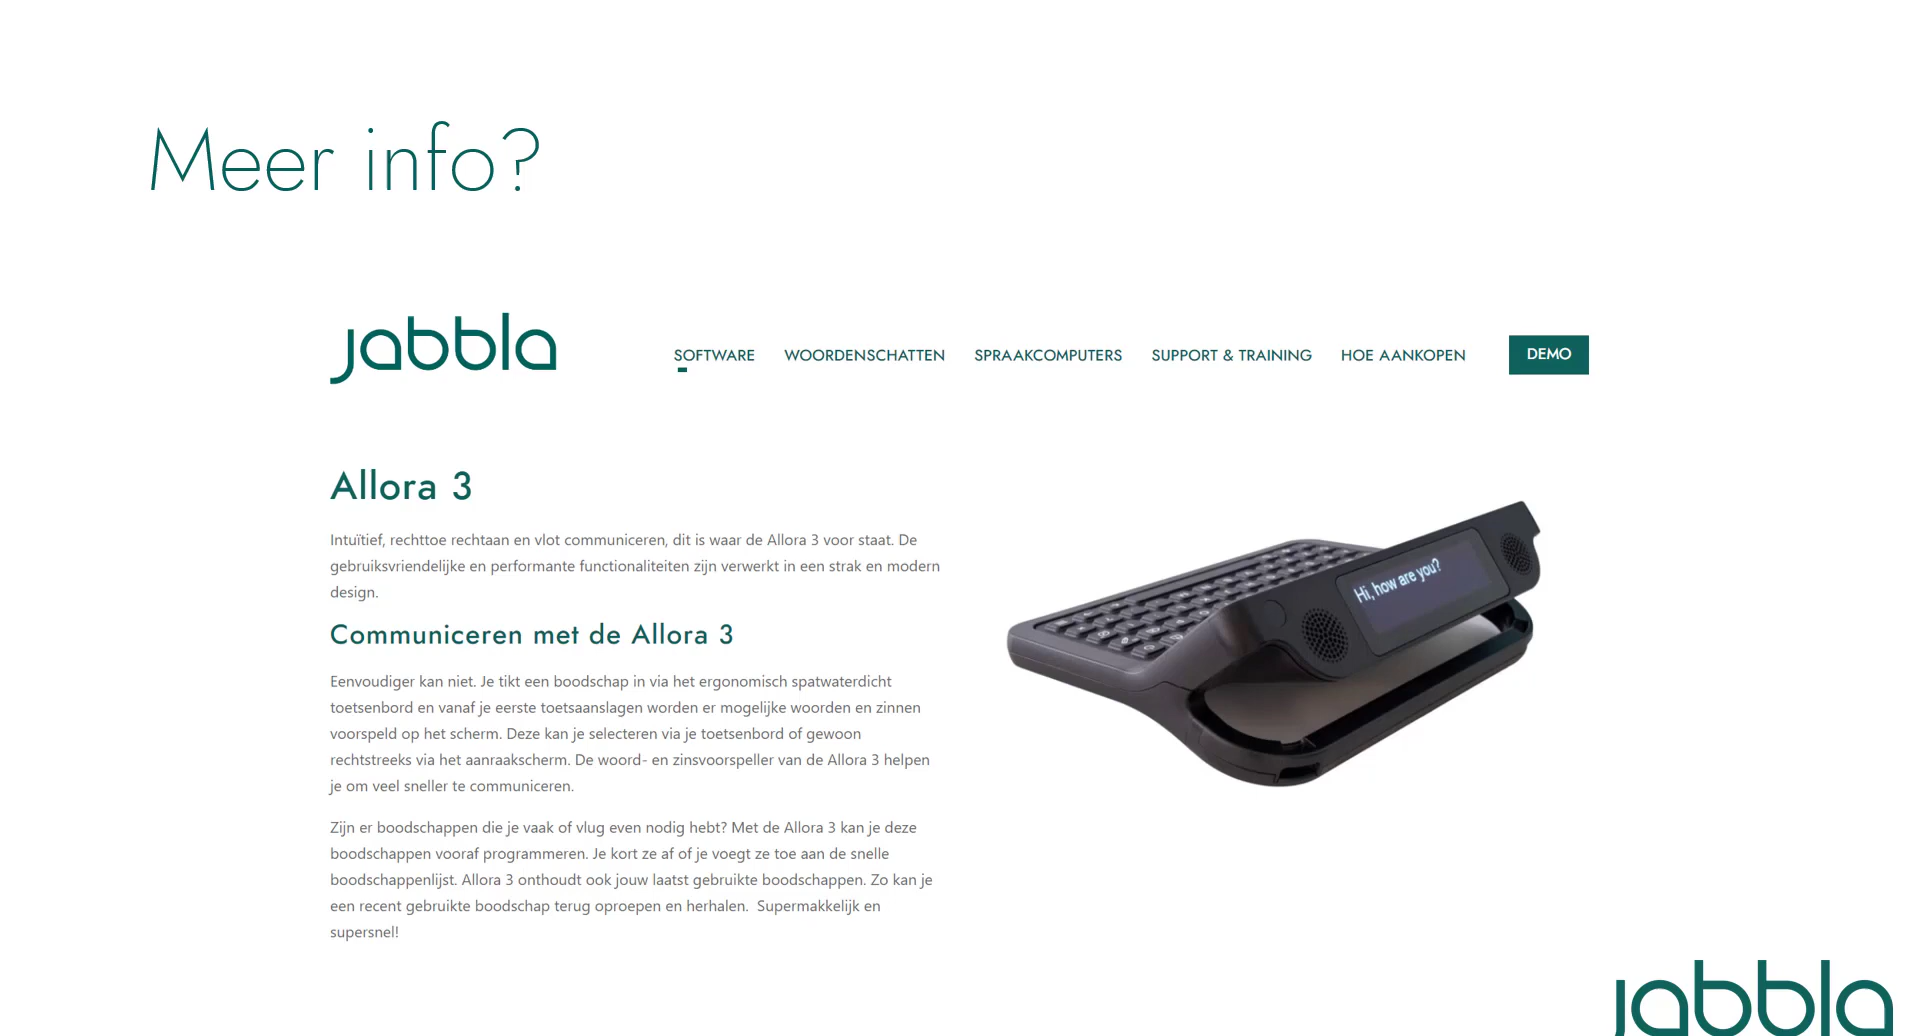 Meer info?
jabbla
SOFTWARE WOORDENSCHATTEN SPRAAKCOMPUTERS SUPPORT & TRAINING HOE AANKOPEN DEMO
Allora 3
Intuïtief, rechttoe rechtaan en vlot communiceren, dit is waar de Allora 3 voor staat. De
gebruiksvriendelijke en performante functionaliteiten zijn verwerkt in een strak en modern
design.
Communiceren met de Allora 3
Eenvoudiger kan niet. Je tikt een boodschap in via het ergonomisch spatwaterdicht
toetsenbord en vanaf je eerste toetsaanslagen worden er mogelijke woorden en zinnen
voorspeld op het scherm. Deze kan je selecteren via je toetsenbord of gewoon
rechtstreeks via het aanraakscherm. De woord- en zinsvoorspeller van de Allora 3 helpen
je om veel sneller te communiceren.
Zijn er boodschappen die je vaak of vlug even nodig hebt? Met de Allora 3 kan je deze
boodschappen vooraf programmeren. Je kort ze af of je voegt ze toe aan de snelle
boodschappenlijst. Allora 3 onthoudt ook jouw laatst gebruikte boodschappen. Zo kan je
een recent gebruikte boodschap terug oproepen en herhalen. Supermakkelijk en
supersnel!
Hi, how are you?
jabbla